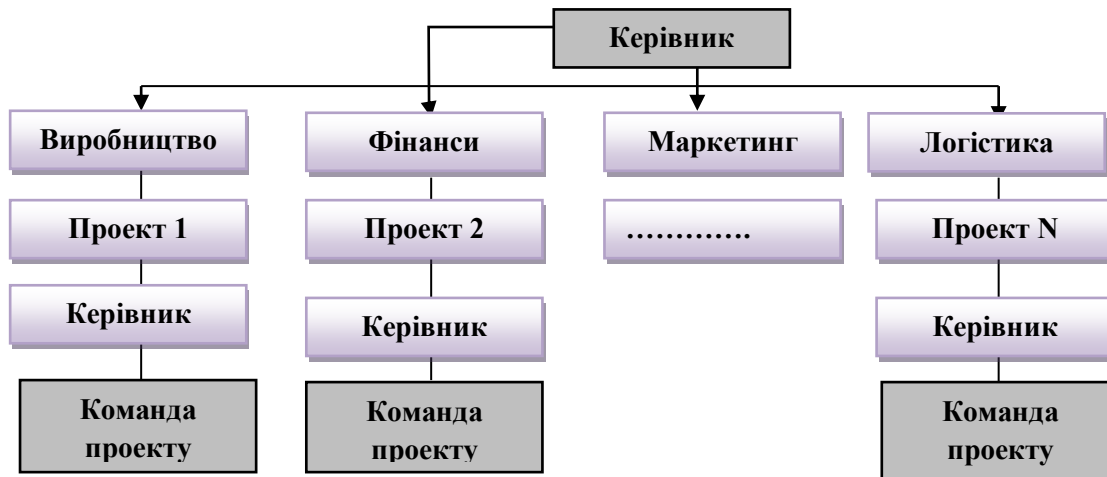 Керівник
Виробництво
Фінанси
Маркетинг
Логістика
Проект 1
Проект 2
………….
Проект N
Керівник
Керівник
Керівник
Команда
проекту
Команда
проекту
Команда
проекту